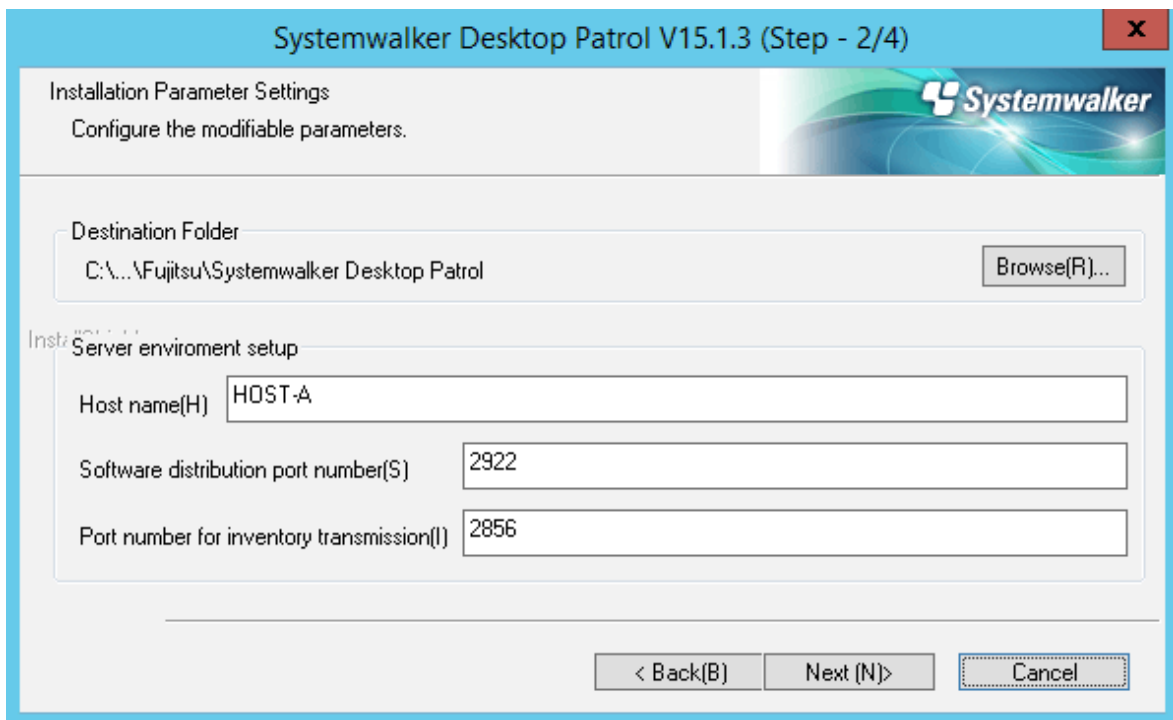 Systemwalker Desktop Patrol V15.1.3 (Step - 2/4)
x
Installation Parameter Settings
Configure the modifiable parameters.
Systemwalker
Destination Folder
C:\...\Fujitsu\Systemwalker Desktop Patrol
Browse(R)...
Server enviroment setup
Host name(H)
HOST-A
Software distribution port number(S)
2922
Port number for inventory transmission(I)
2856
< Back(B)
Next (N)>
Cancel